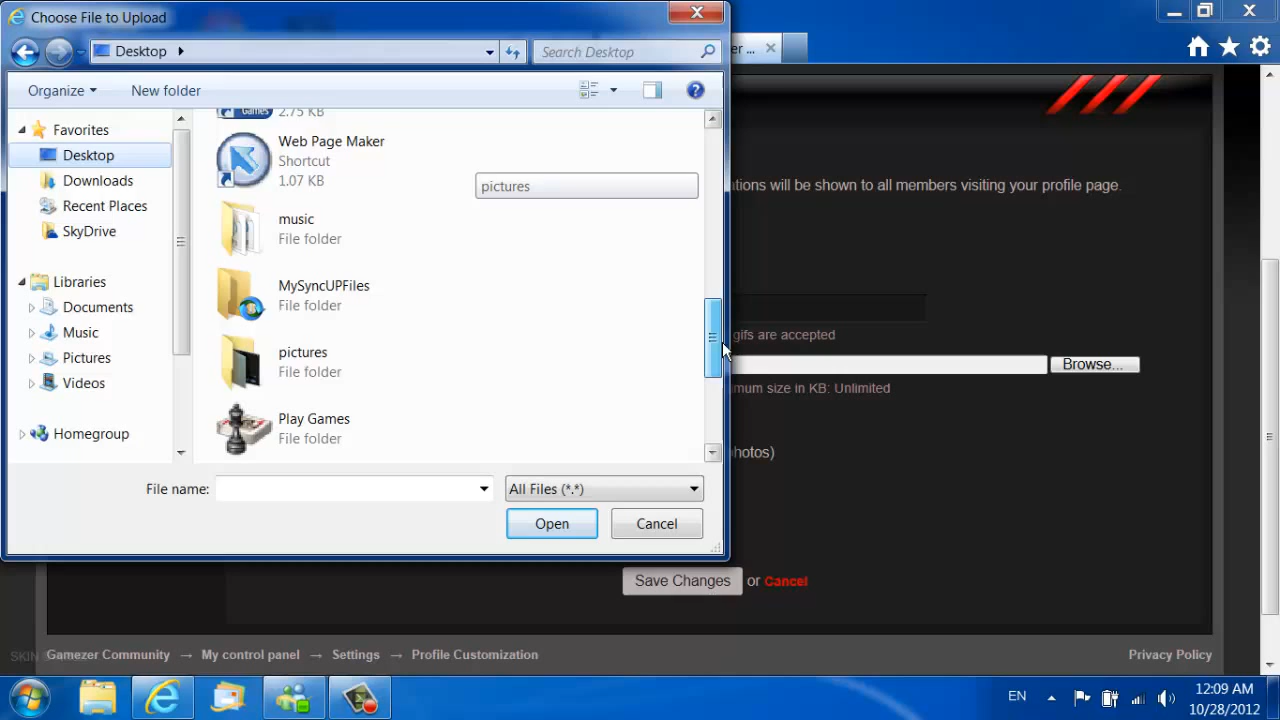 Choose File to Upload
Desktop
Search Desktop
er ...
Organize
New folder
Favorites
Desktop
Downloads
Recent Places
SkyDrive
Libraries
Documents
Music
Pictures
Videos
Homegroup
Games
2.75 KB
Web Page Maker
Shortcut
1.07 KB
pictures
music
File folder
MySyncUPFiles
File folder
pictures
File folder
Play Games
File folder
File name:
All Files (*.*)
Open
Cancel
ations will be shown to all members visiting your profile page.
gifs are accepted
Browse...
mum size in KB: Unlimited
hotos)
Save Changes or Cancel
Gamezer Community → My control panel → Settings → Profile Customization
Privacy Policy
EN
12:09 AM
10/28/2012